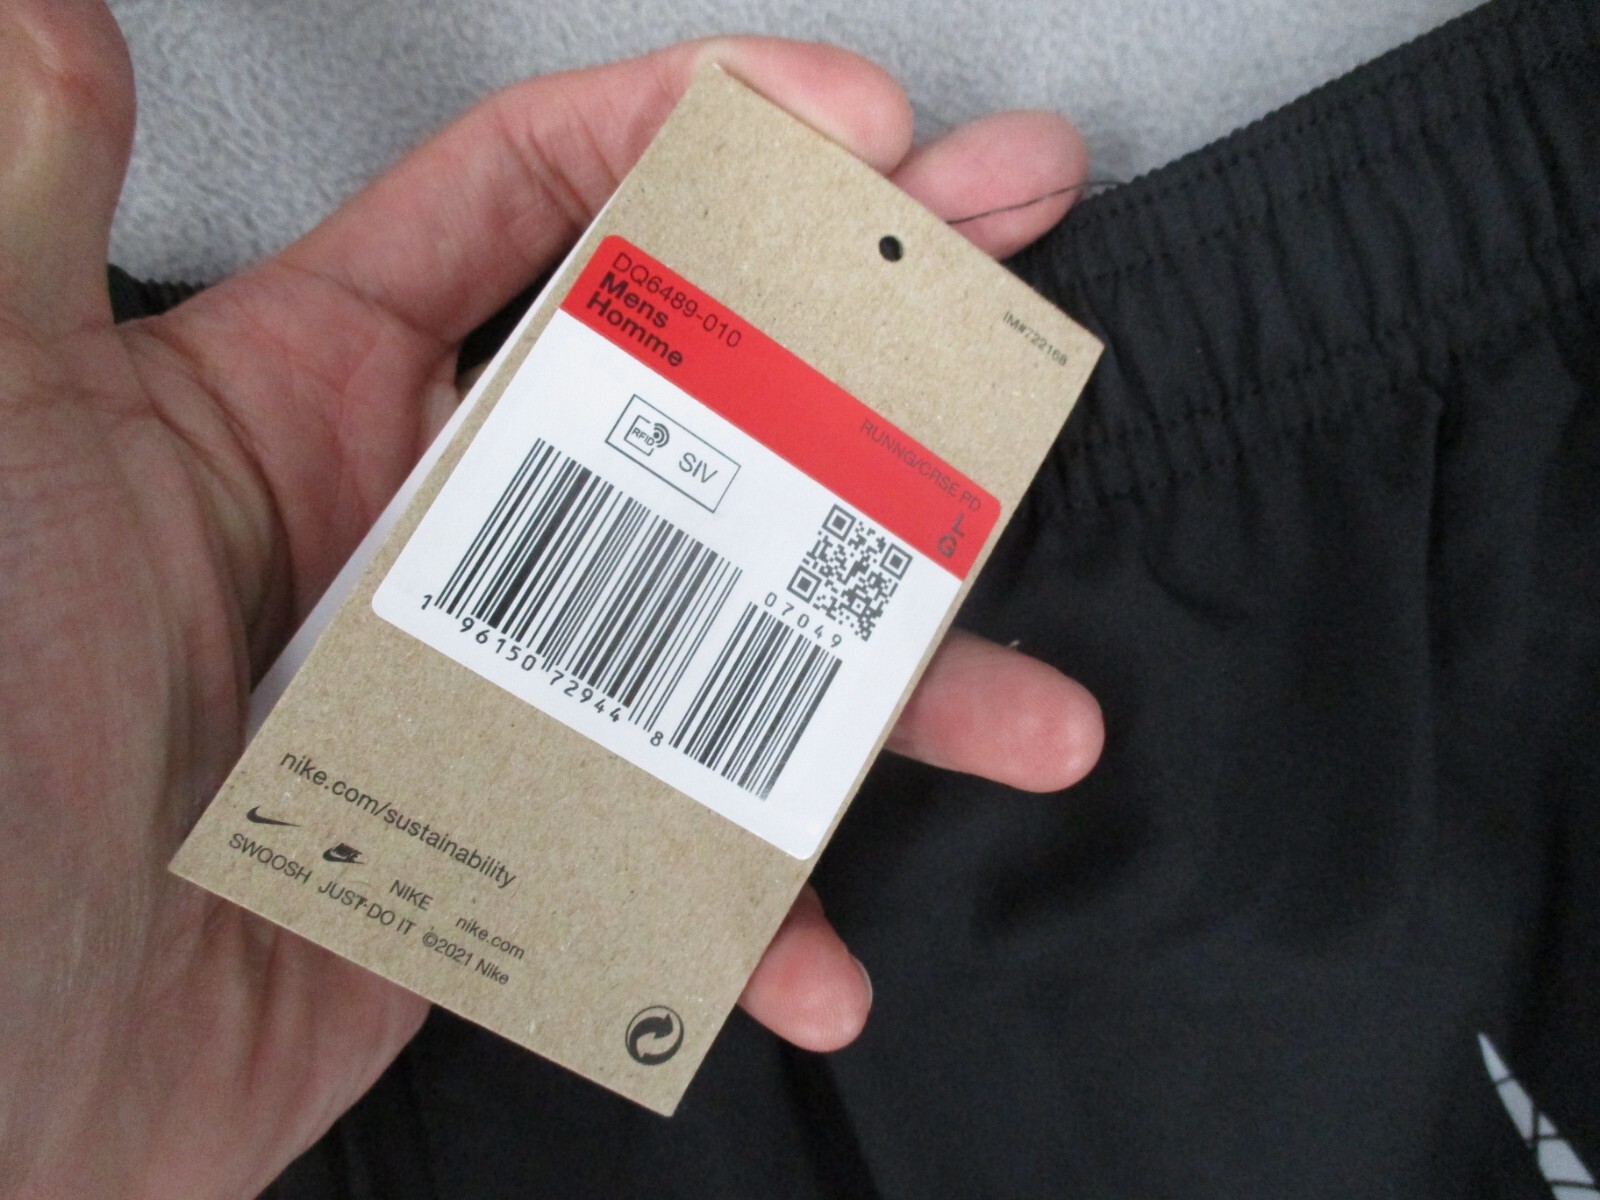 IM#722168
DQ6489-010
Mens
Homme
RUNNG/CRSE PD
L
G
RFID
SIV
07049
1 96150 72944 8
nike.com/sustainability
SWOOSH JUST DO IT NIKE nike.com
©2021 Nike